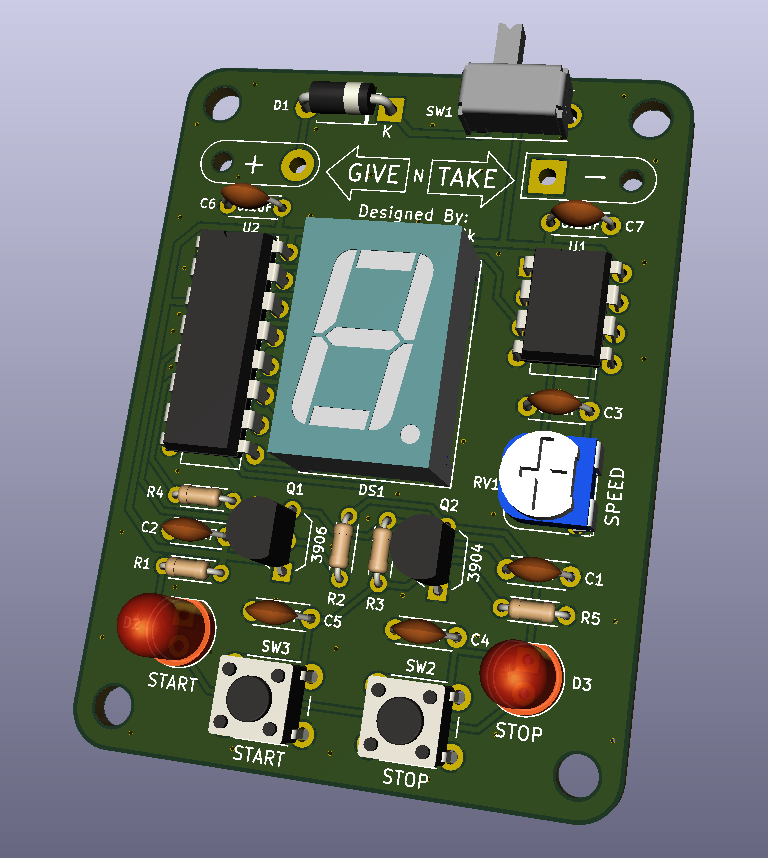 D1
K
SW1
+
GIVE N TAKE
−
C6
C7
Designed By:
U2
U1
C3
RV1
SPEED
R4
Q1
DS1
Q2
C2
3906
3904
R1
R2
R3
C1
R5
C5
C4
D2
START
SW3
SW2
D3
STOP
START
STOP